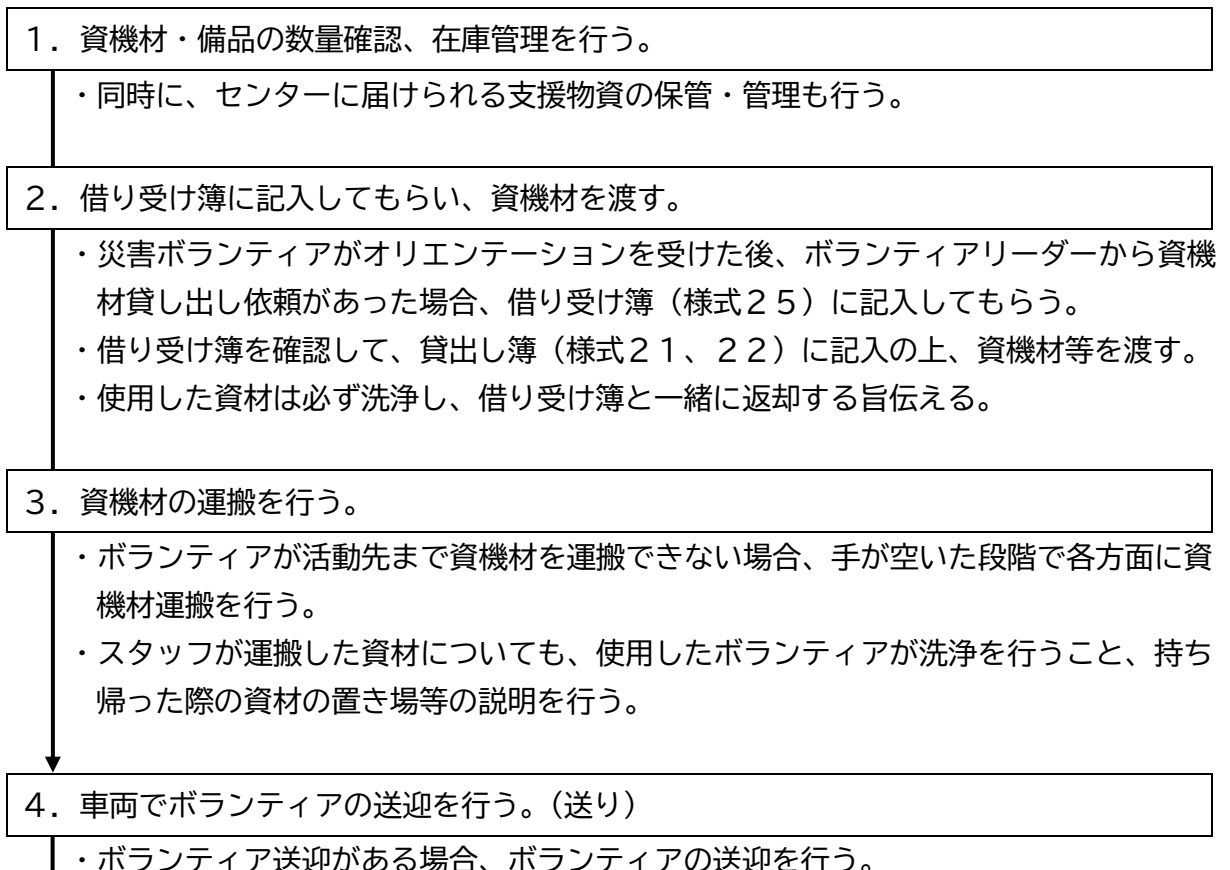 １．資機材・備品の数量確認、在庫管理を行う。
・同時に、センターに届けられる支援物資の保管・管理も行う。
２．借り受け簿に記入してもらい、資機材を渡す。
・災害ボランティアがオリエンテーションを受けた後、ボランティアリーダーから資機
材貸し出し依頼があった場合、借り受け簿（様式２５）に記入してもらう。
・借り受け簿を確認して、貸出し簿（様式２１、２２）に記入の上、資機材等を渡す。
・使用した資材は必ず洗浄し、借り受け簿と一緒に返却する旨伝える。
３．資機材の運搬を行う。
・ボランティアが活動先まで資機材を運搬できない場合、手が空いた段階で各方面に資
機材運搬を行う。
・スタッフが運搬した資材についても、使用したボランティアが洗浄を行うこと、持ち
帰った際の資材の置き場等の説明を行う。
４．車両でボランティアの送迎を行う。（送り）
・ボランティア送迎がある場合、ボランティアの送迎を行う。